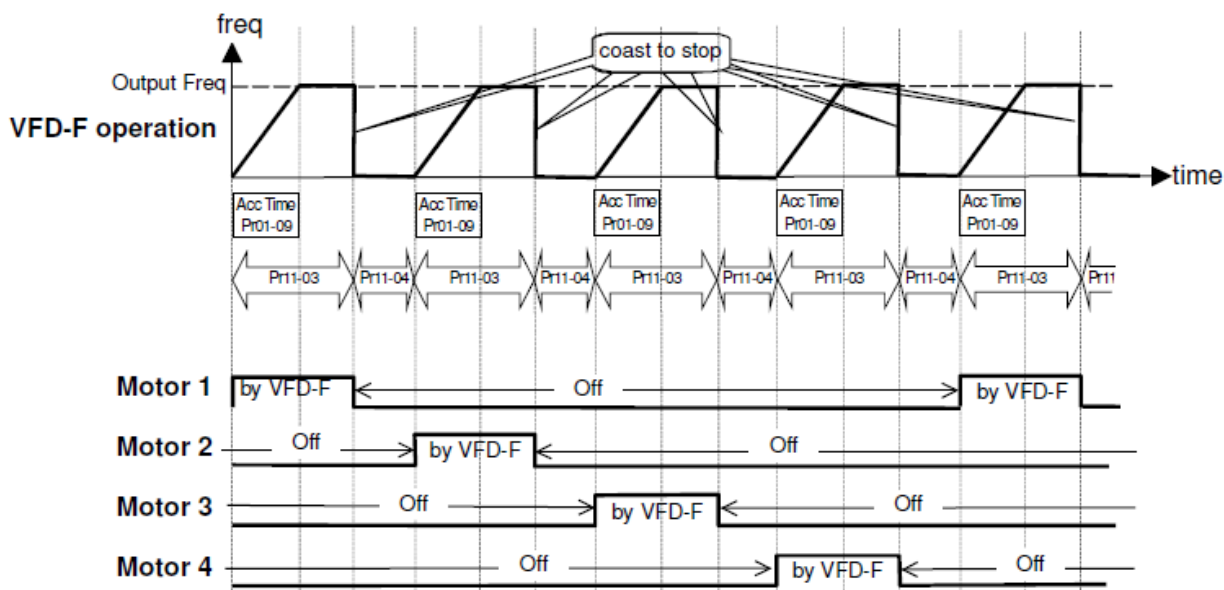 freq
coast to stop
Output Freq
VFD-F operation
time
Acc Time
Pr01-09
Acc Time
Pr01-09
Acc Time
Pr01-09
Acc Time
Pr01-09
Acc Time
Pr01-09
Pr11-03 Pr11-04 Pr11-03 Pr11-04 Pr11-03 Pr11-04 Pr11-03 Pr11-04 Pr11-03 Pr11
Motor 1 by VFD-F Off by VFD-F
Motor 2 Off by VFD-F Off
Motor 3 Off by VFD-F Off
Motor 4 Off by VFD-F Off